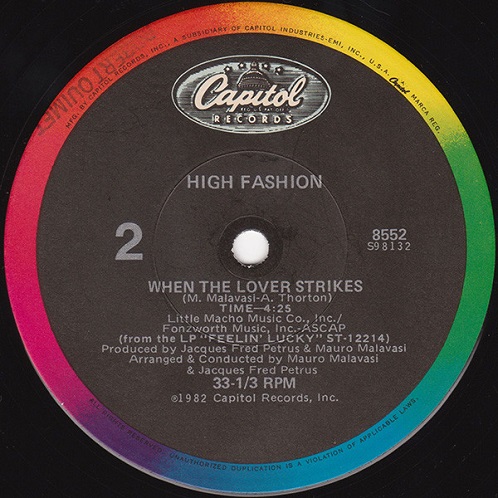 MFG. BY CAPITOL RECORDS, INC., A SUBSIDIARY OF CAPITOL INDUSTRIES-EMI, INC., U.S.A. Capitol MARCA REG.
Capitol
RECORDS
HIGH FASHION
2
8552
S98132
WHEN THE LOVER STRIKES
(M. Malavasi-A. Thorton)
TIME—4:25
Little Macho Music Co., Inc./
Fonzworth Music, Inc.-ASCAP
(from the LP "FEELIN' LUCKY" ST-12214)
Produced by Jacques Fred Petrus & Mauro Malavasi
Arranged & Conducted by Mauro Malavasi
& Jacques Fred Petrus
33-1/3 RPM
℗1982 Capitol Records, Inc.
UNAUTHORIZED DUPLICATION IS A VIOLATION OF APPLICABLE LAWS.